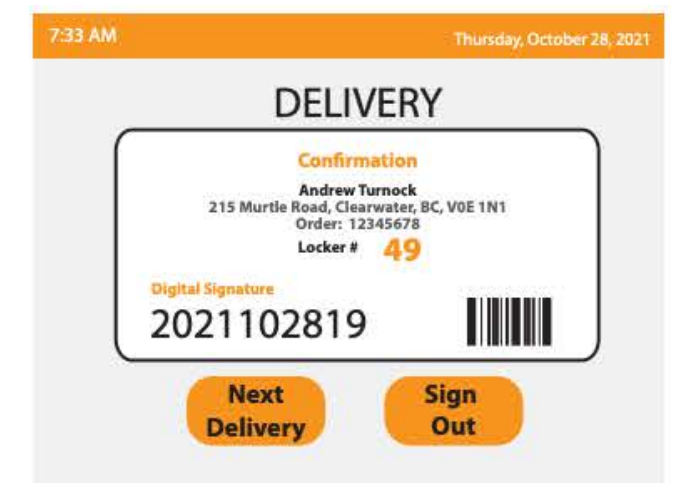 7:33 AM
Thursday, October 28, 2021
DELIVERY
Confirmation
Andrew Turnock
215 Murtle Road, Clearwater, BC, V0E 1N1
Order: 12345678
Locker # 49
Digital Signature
2021102819
Next
Delivery
Sign
Out